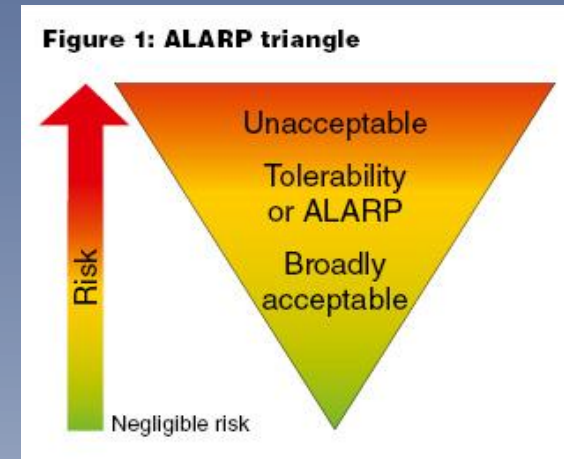 Figure 1: ALARP triangle
Unacceptable
Tolerability
or ALARP
Broadly
acceptable
Risk
Negligible risk